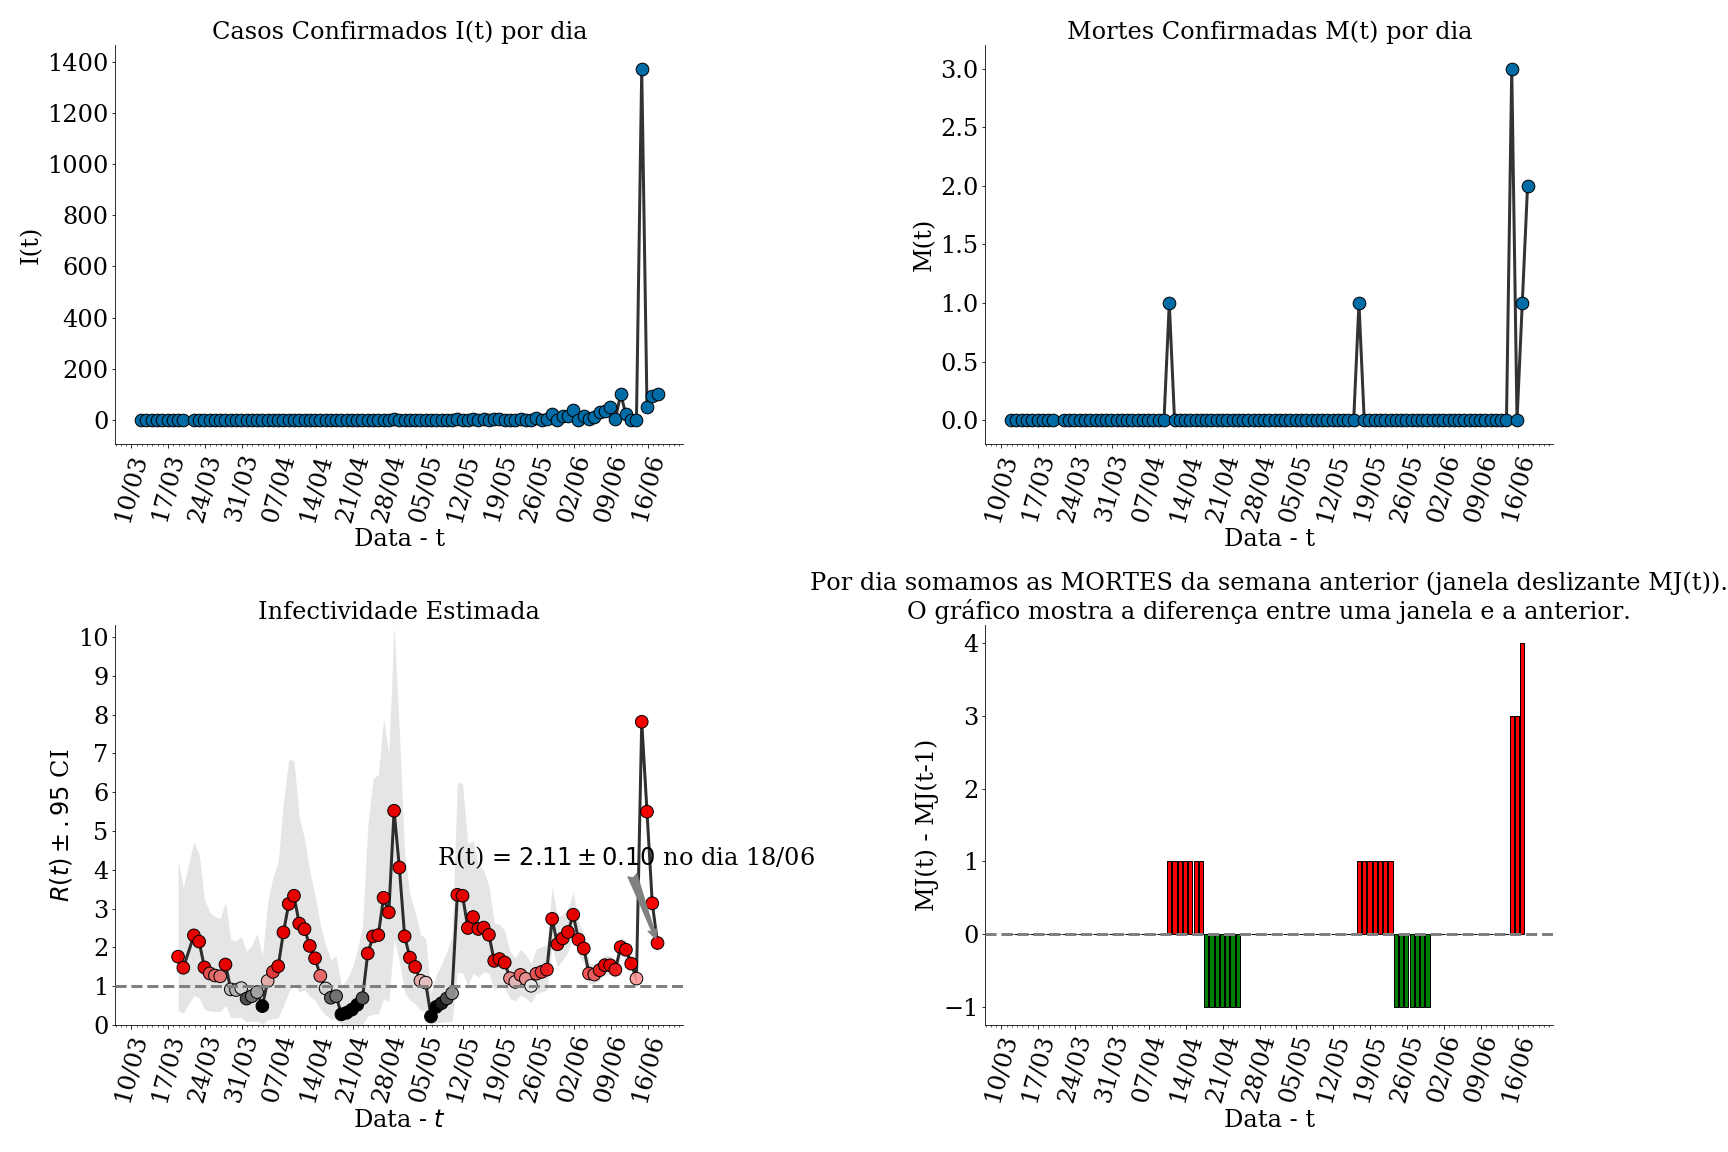 Casos Confirmados I(t) por dia
I(t)
1400
1200
1000
800
600
400
200
0
10/03 17/03 24/03 31/03 07/04 14/04 21/04 28/04 05/05 12/05 19/05 26/05 02/06 09/06 16/06
Data - t
Mortes Confirmadas M(t) por dia
M(t)
3.0
2.5
2.0
1.5
1.0
0.5
0.0
10/03 17/03 24/03 31/03 07/04 14/04 21/04 28/04 05/05 12/05 19/05 26/05 02/06 09/06 16/06
Data - t
Infectividade Estimada
R(t) ± .95 CI
10
9
8
7
6
5
4
3
2
1
0
R(t) = 2.11 ± 0.10 no dia 18/06
10/03 17/03 24/03 31/03 07/04 14/04 21/04 28/04 05/05 12/05 19/05 26/05 02/06 09/06 16/06
Data - t
Por dia somamos as MORTES da semana anterior (janela deslizante MJ(t)).
O gráfico mostra a diferença entre uma janela e a anterior.
MJ(t) - MJ(t-1)
4
3
2
1
0
−1
10/03 17/03 24/03 31/03 07/04 14/04 21/04 28/04 05/05 12/05 19/05 26/05 02/06 09/06 16/06
Data - t